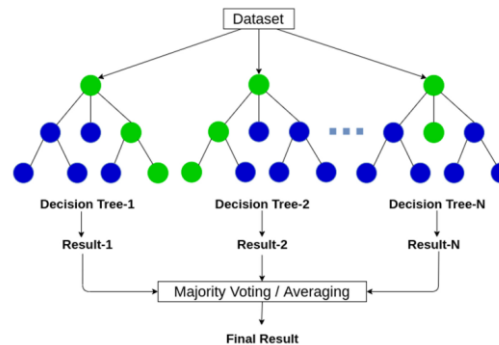 Dataset
Decision Tree-1 Decision Tree-2 Decision Tree-N
Result-1 Result-2 Result-N
Majority Voting / Averaging
Final Result